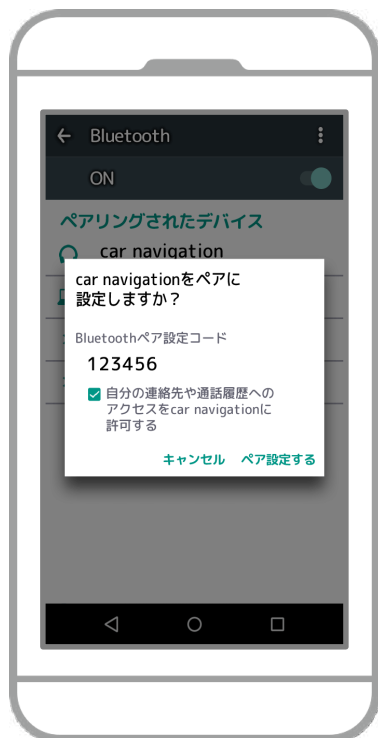 Bluetooth
ON
ペアリングされたデバイス
car navigation
car navigationをペアに
設定しますか？
Bluetoothペア設定コード
123456
自分の連絡先や通話履歴への
アクセスをcar navigationに
許可する
キャンセル ペア設定する